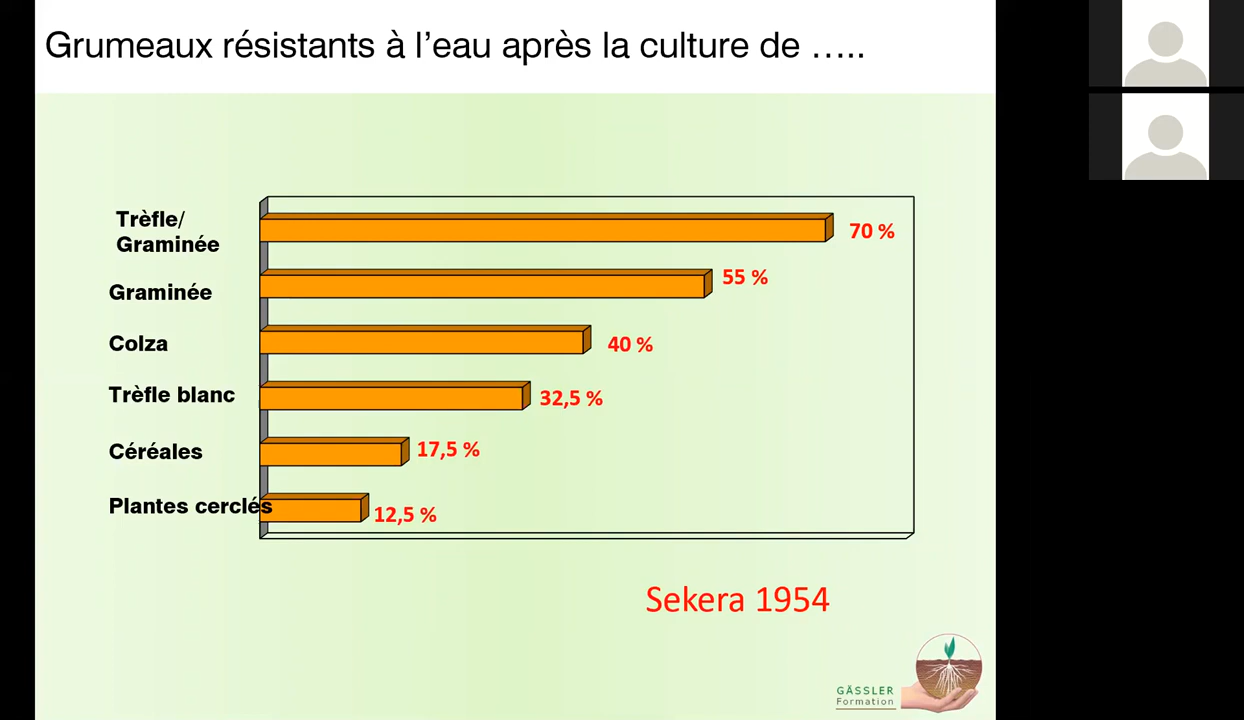 Grumeaux résistants à l’eau après la culture de …..
Trèfle/
Graminée
70 %
Graminée
55 %
Colza
40 %
Trèfle blanc
32,5 %
Céréales
17,5 %
Plantes cerclés
12,5 %
Sekera 1954
GÄSSLER
Formation